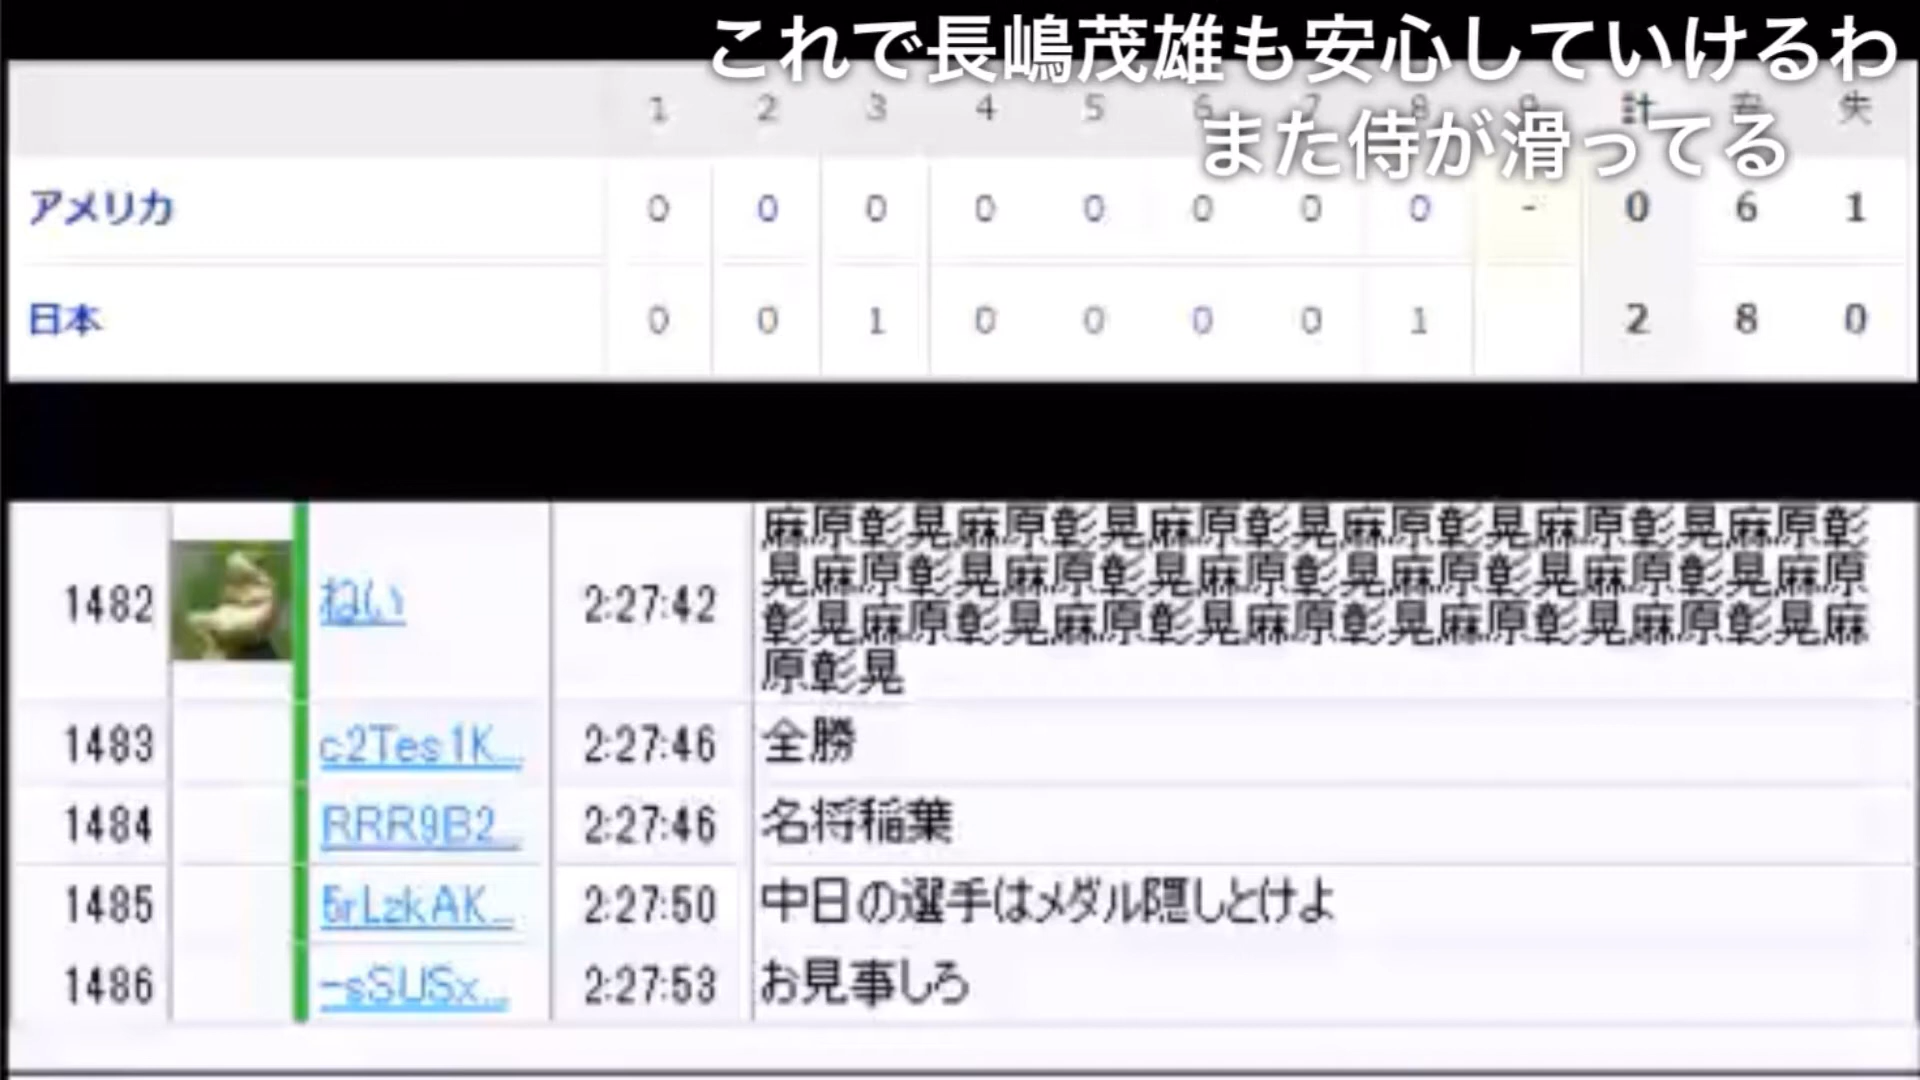 これで長嶋茂雄も安心していけるわ
また侍が滑ってる
1 2 3 4 5 6 7 8 9 計 安 失
アメリカ 0 0 0 0 0 0 0 0 - 0 6 1
日本 0 0 1 0 0 0 0 1 2 8 0
麻原彰晃麻原彰晃麻原彰晃麻原彰晃麻原彰晃麻原彰
1482 ねい 2:27:42 晃麻原彰晃麻原彰晃麻原彰晃麻原彰晃麻原彰晃麻原
彰晃麻原彰晃麻原彰晃麻原彰晃麻原彰晃麻原彰晃麻
原彰晃
1483 c2Tes1K... 2:27:46 全勝
1484 RRR9B2... 2:27:46 名将稲葉
1485 5rLzkAK... 2:27:50 中日の選手はメダル隠しとけよ
1486 -sSUSx... 2:27:53 お見事しろ